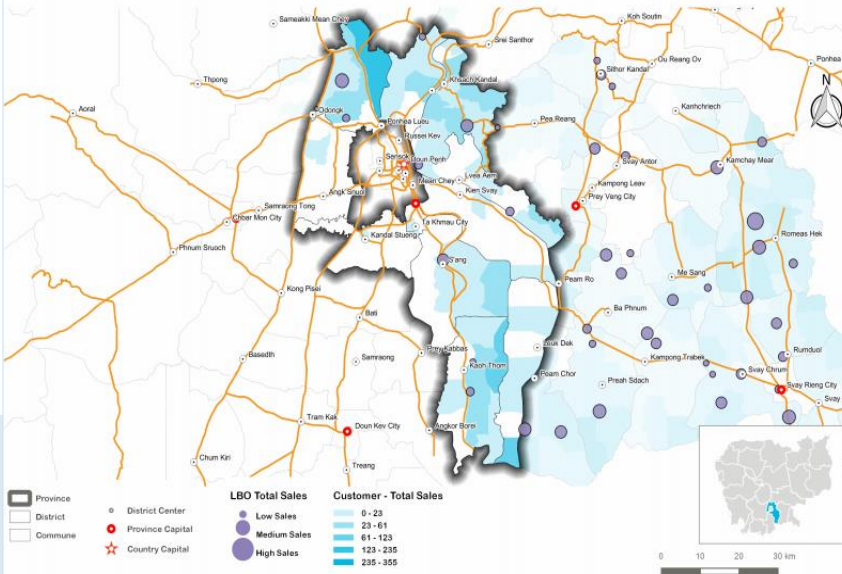 Sameakki Mean Chey
Koh Soutin
Srei Santhor
Ou Reang Ov
Ponhea
Thpong
Khsach Kandal
Sithor Kandal
N
Aoral
Odongk
Ponhea Lueu
Kanhchriech
Russei Kev
Pea Reang
Sensok
Doun Penh
Svay Antor
Kamchay Mear
Mean Chey
Lvea Aem
Angk Snuol
Kien Svay
Kampong Leav
Prey Veng City
Samraong Tong
Chbar Mon City
Ta Khmau City
Kandal Stueng
Romeas Hek
Phnum Sruoch
S'ang
Me Sang
Kong Pisei
Peam Ro
Bati
Ba Phnum
Prey Kabbas
Leuk Dek
Basedth
Samraong
Kampong Trabek
Rumduol
Kaoh Thom
Peam Chor
Preah Sdach
Svay Chrum
Svay Rieng City
Svay
Tram Kak
Doun Kev City
Angkor Borei
Chum Kiri
Treang
Province
District
Commune
District Center
Province Capital
Country Capital
LBO Total Sales
Low Sales
Medium Sales
High Sales
Customer - Total Sales
0 - 23
23 - 61
61 - 123
123 - 235
235 - 355
0 10 20 30 km